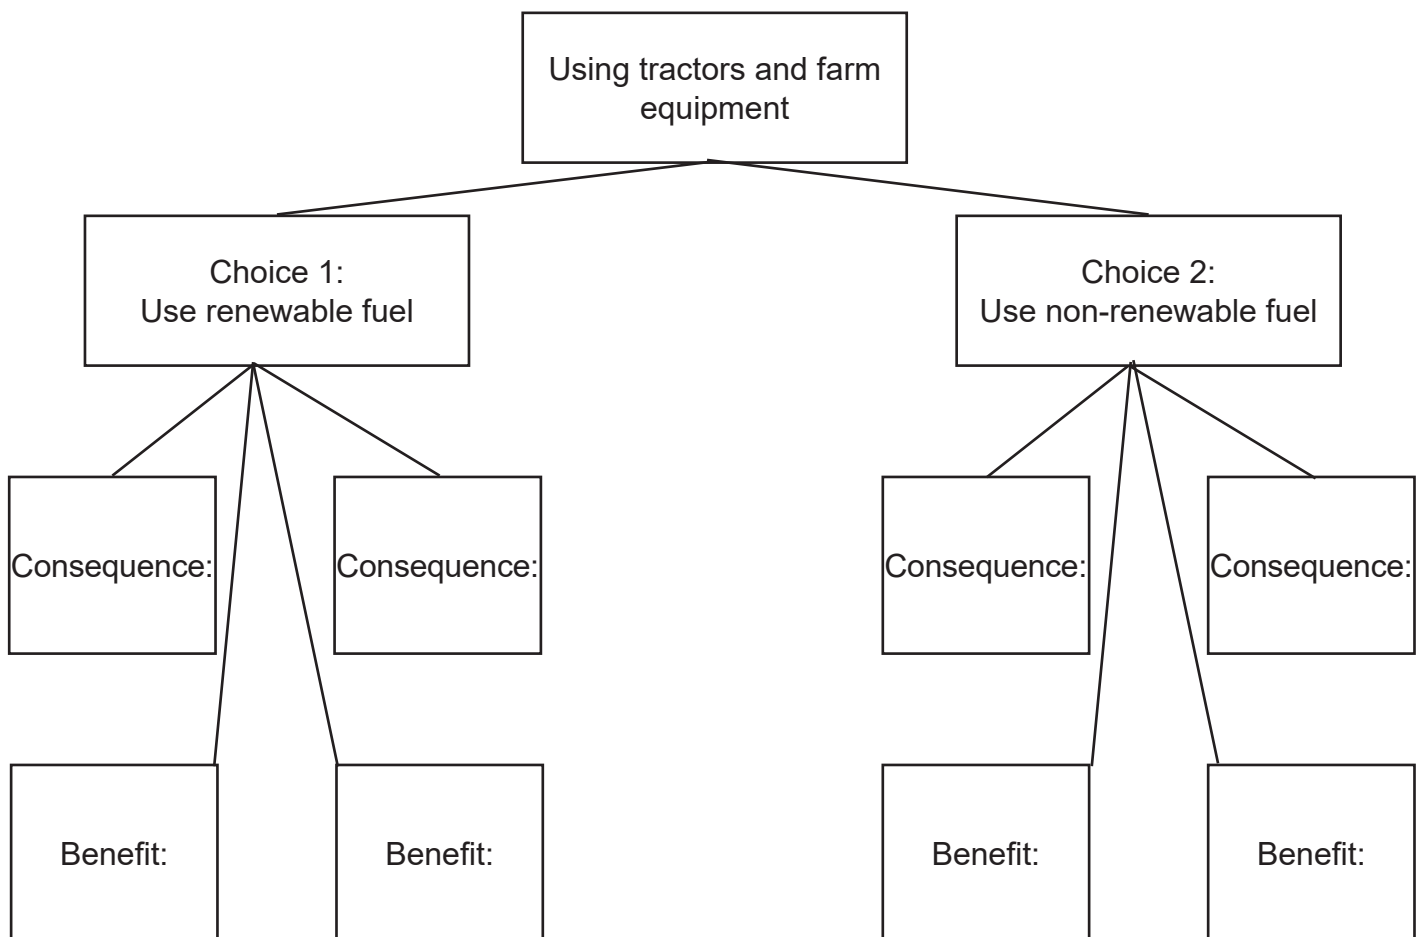 Using tractors and farm
equipment
Choice 1:
Use renewable fuel
Choice 2:
Use non-renewable fuel
Consequence:
Consequence:
Consequence:
Consequence:
Benefit:
Benefit:
Benefit:
Benefit: